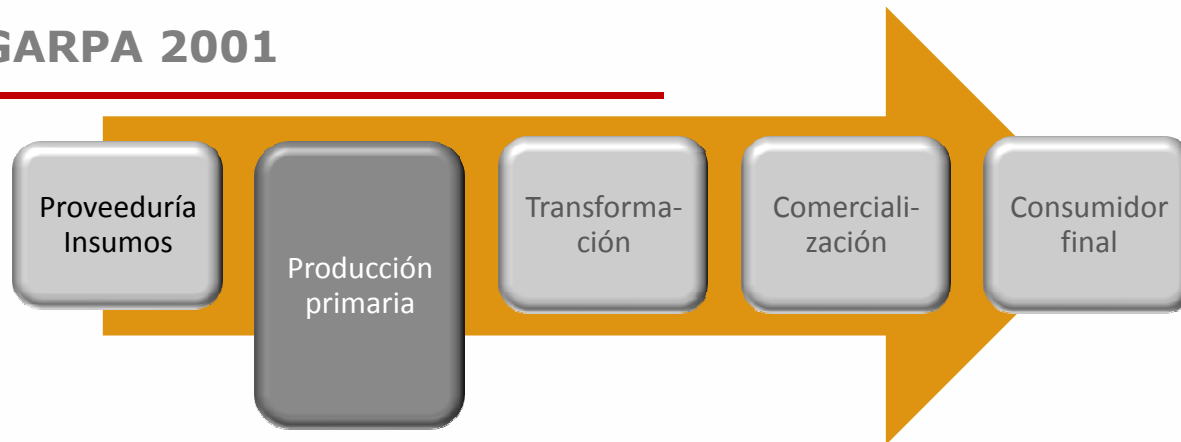 GARPA 2001
Proveeduría
Insumos
Producción
primaria
Transforma-
ción
Comerciali-
zación
Consumidor
final